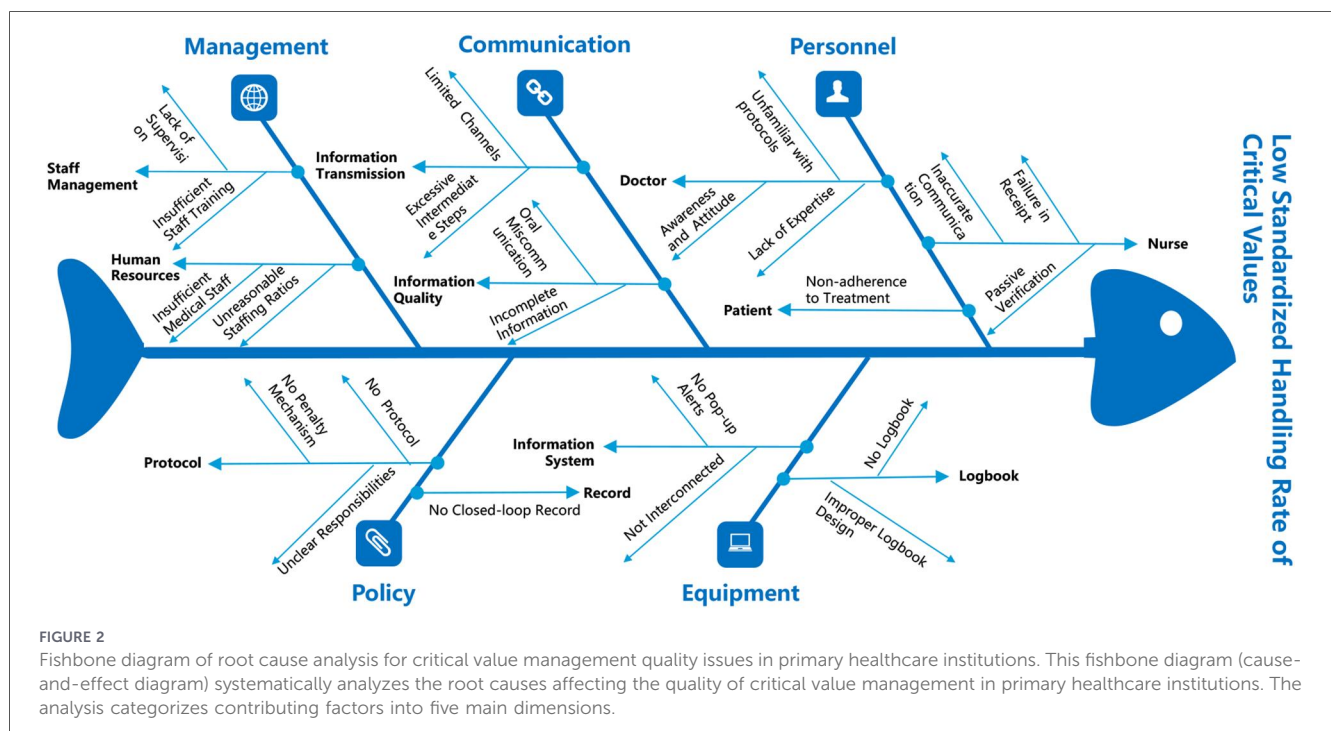 Management
Communication
Personnel
Lack of
Supervisi
on
Staff
Management
Insufficient
Staff Training
Human
Resources
Insufficient
Medical Staff
Unreasonable
Staffing Ratios
Limited Channels
Information
Transmission
Excessive
Intermediat
e Steps
Oral
Miscomm
unication
Information
Quality
Incomplete
Information
Unfamiliar with
protocols
Doctor
Awareness
and Attitude
Lack of Expertise
Inaccurate
Communica
tion
Failure in
Receipt
Nurse
Passive
Verification
Non-adherence
to Treatment
Patient
Low Standardized Handling Rate of
Critical Values
No Penalty
Mechanism
No Protocol
Protocol
Unclear Responsibilities
Record
No Closed-loop Record
Policy
No Pop-up
Alerts
Information
System
Not Interconnected
No Logbook
Logbook
Improper Logbook
Design
Equipment
FIGURE 2
Fishbone diagram of root cause analysis for critical value management quality issues in primary healthcare institutions. This fishbone diagram (cause-
and-effect diagram) systematically analyzes the root causes affecting the quality of critical value management in primary healthcare institutions. The
analysis categorizes contributing factors into five main dimensions.